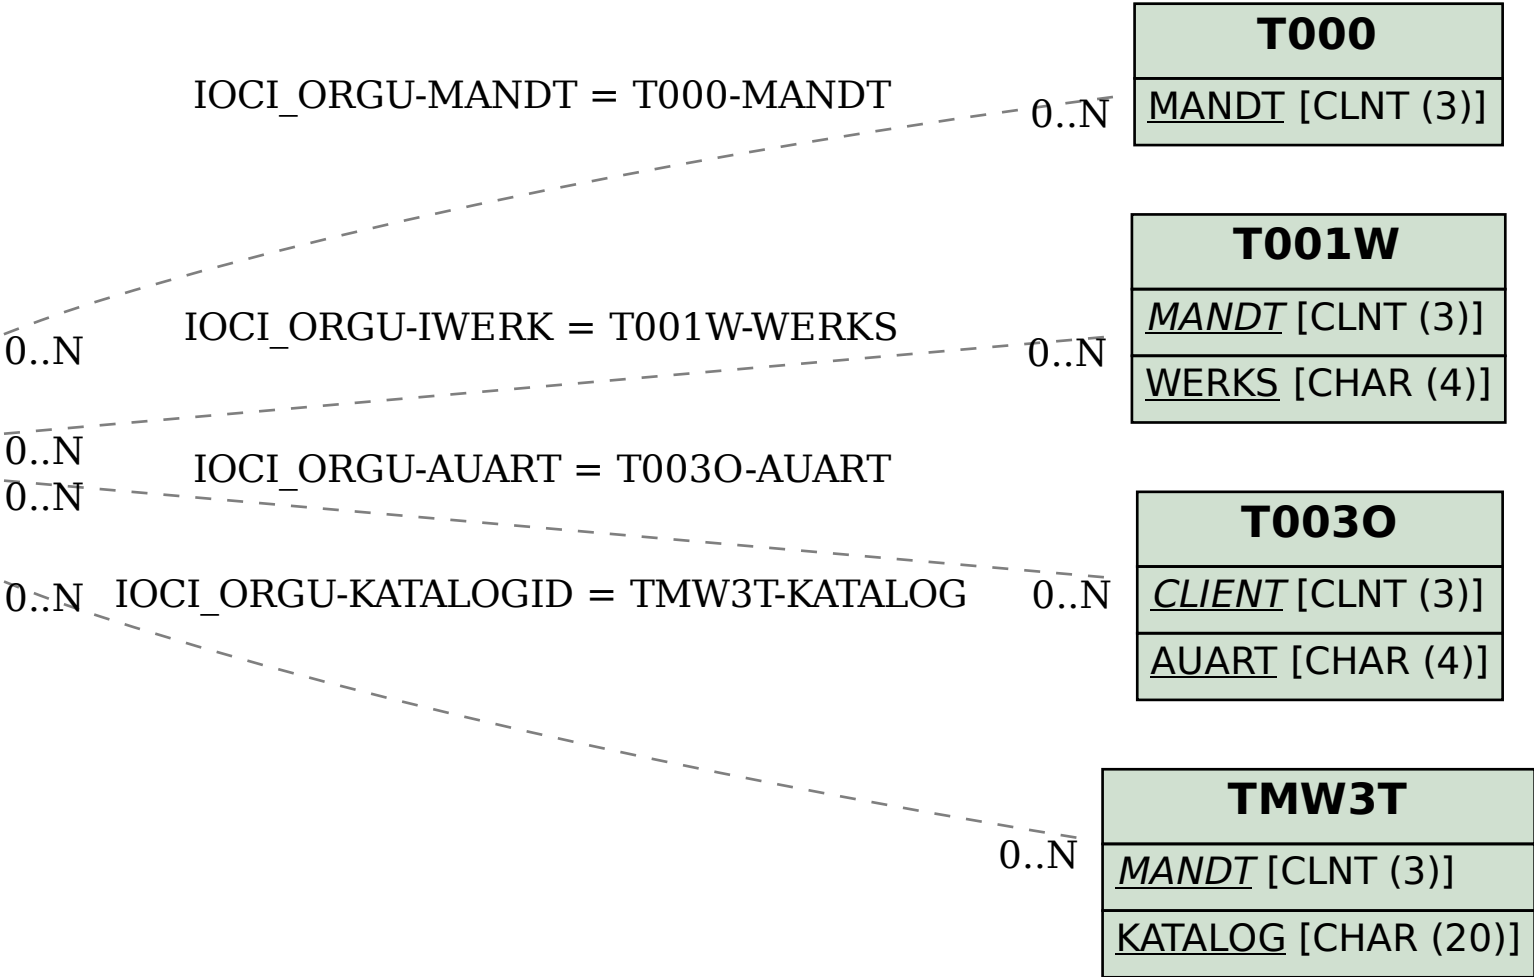 T000
MANDT [CLNT (3)]
IOCI_ORGU-MANDT = T000-MANDT
0..N
0..N
T001W
MANDT [CLNT (3)]
WERKS [CHAR (4)]
IOCI_ORGU-IWERK = T001W-WERKS
0..N
0..N
IOCI_ORGU-AUART = T003O-AUART
0..N
0..N
T003O
CLIENT [CLNT (3)]
AUART [CHAR (4)]
IOCI_ORGU-KATALOGID = TMW3T-KATALOG
0..N
0..N
TMW3T
MANDT [CLNT (3)]
KATALOG [CHAR (20)]